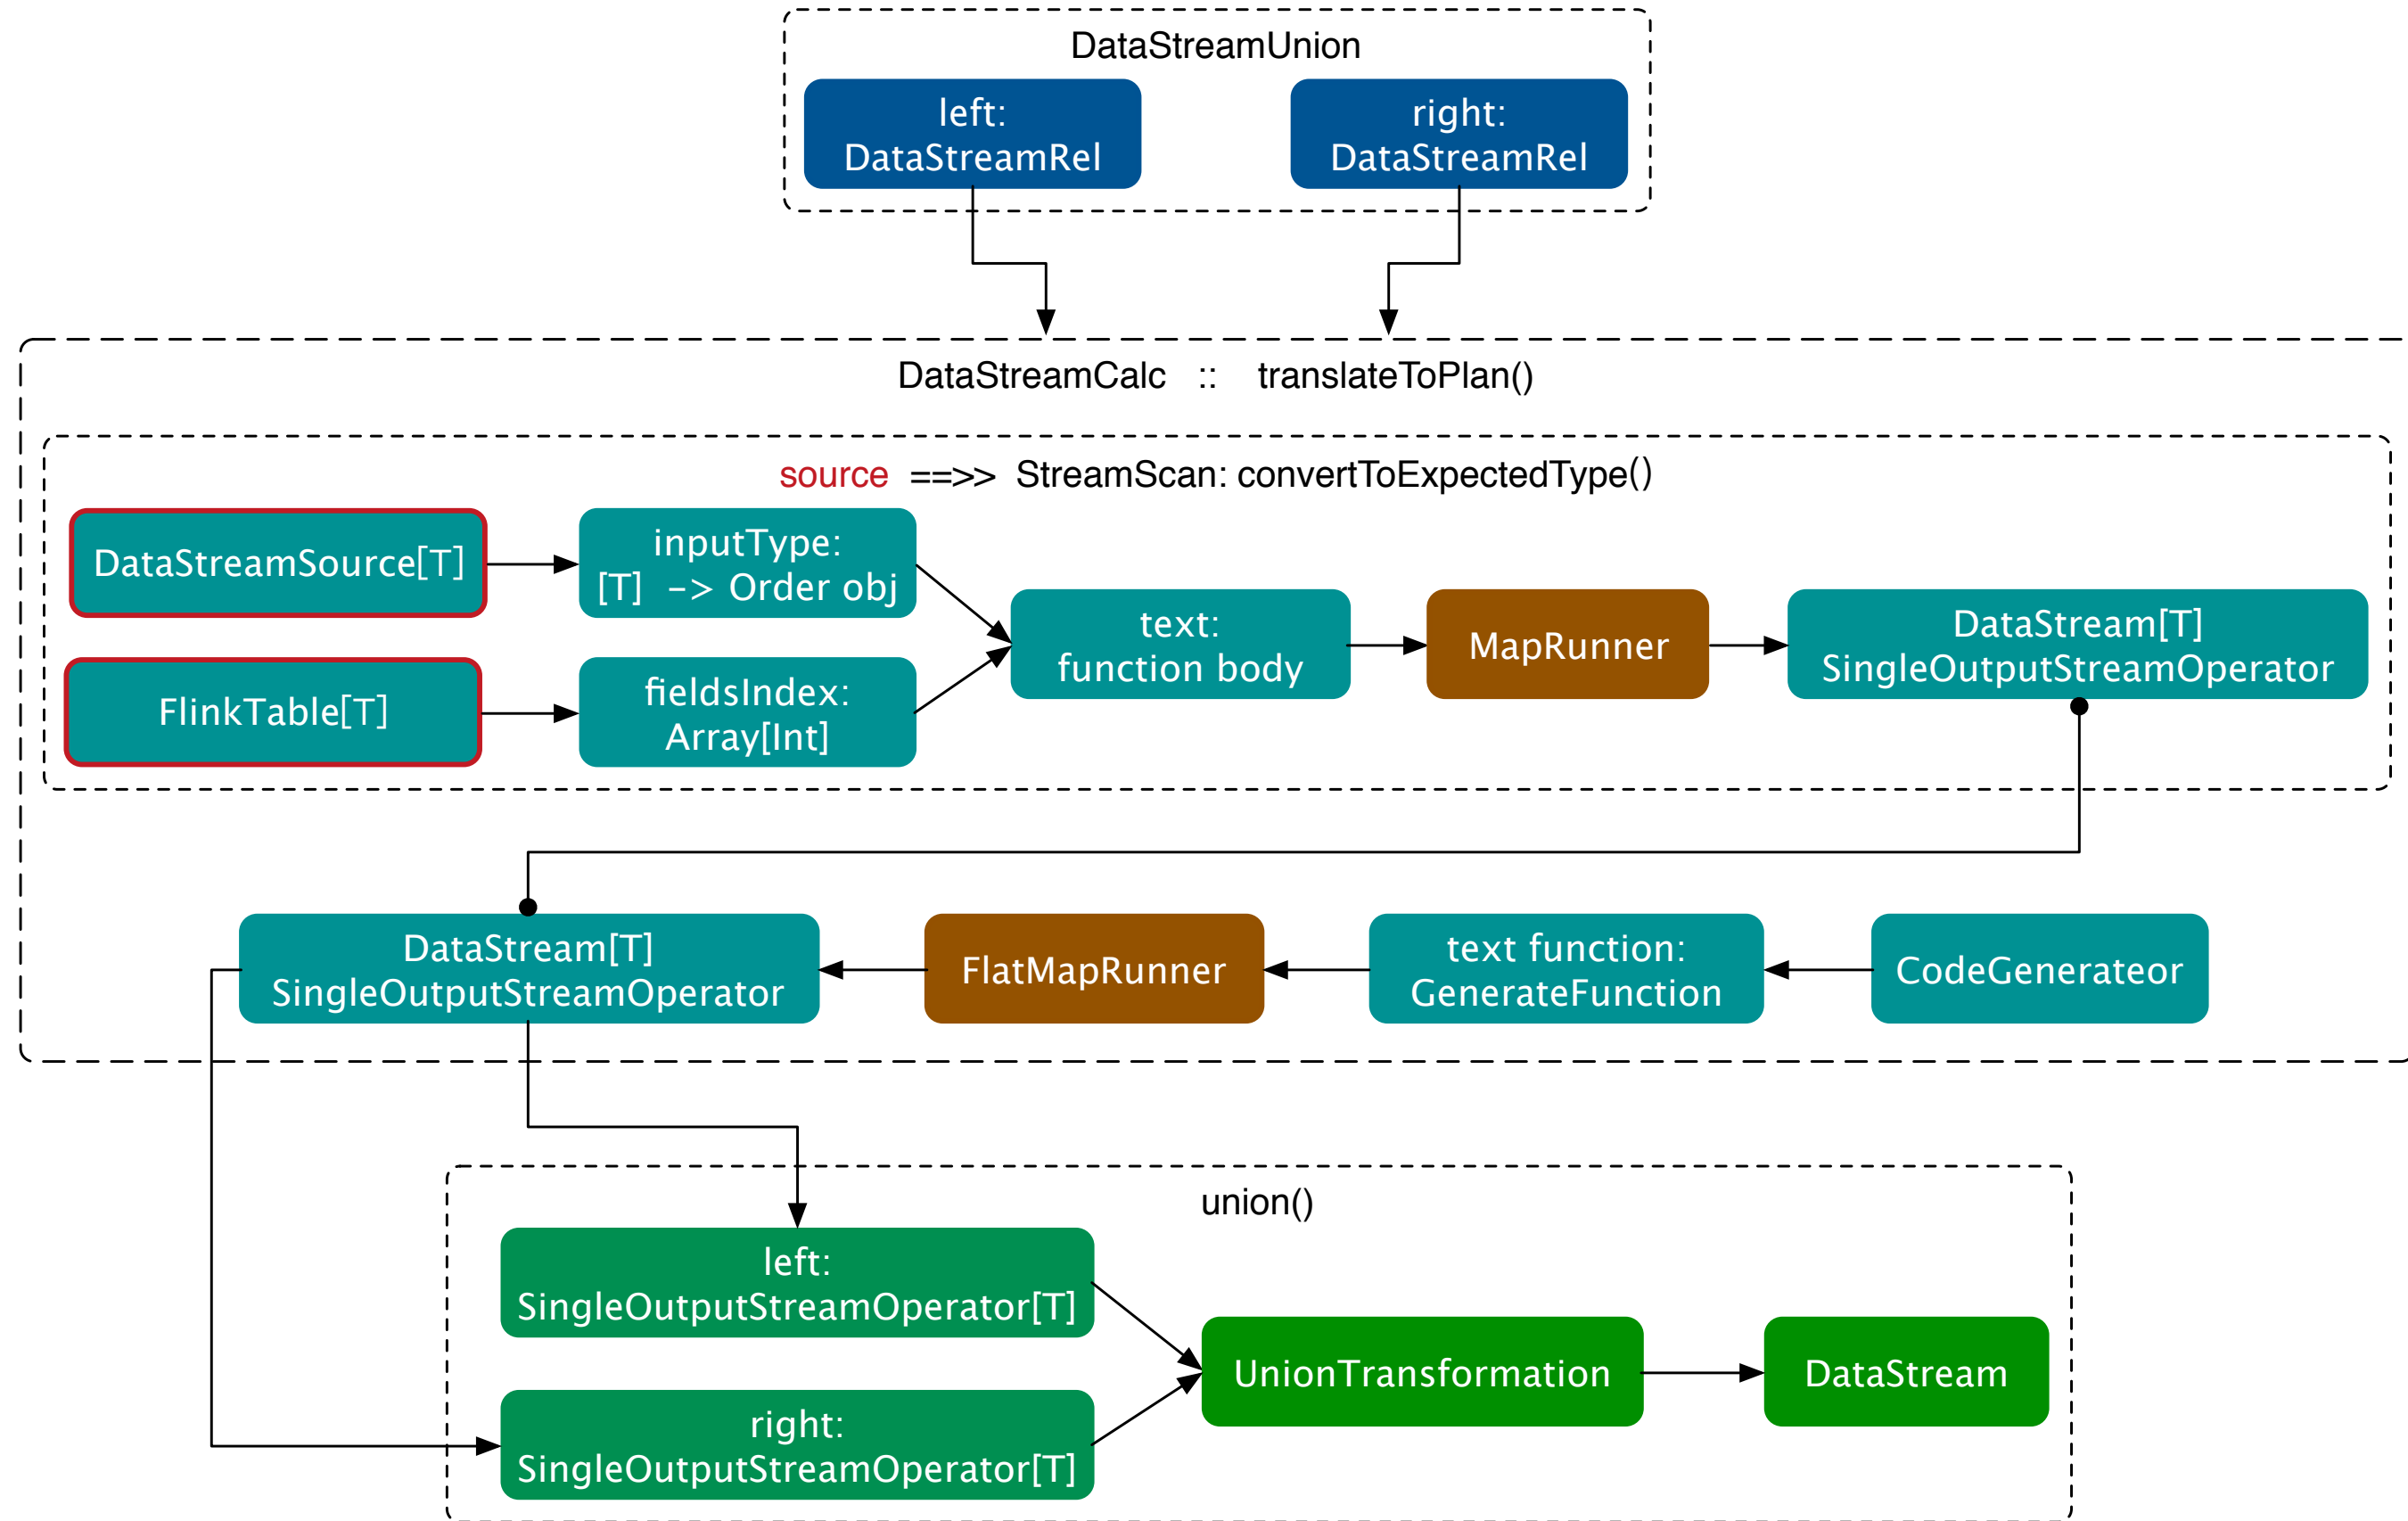 DataStreamUnion
left:
DataStreamRel
right:
DataStreamRel
DataStreamCalc :: translateToPlan()
source ==>> StreamScan: convertToExpectedType()
DataStreamSource[T]
inputType:
[T] -> Order obj
FlinkTable[T]
fieldsIndex:
Array[Int]
text:
function body
MapRunner
DataStream[T]
SingleOutputStreamOperator
DataStream[T]
SingleOutputStreamOperator
FlatMapRunner
text function:
GenerateFunction
CodeGenerateor
union()
left:
SingleOutputStreamOperator[T]
right:
SingleOutputStreamOperator[T]
UnionTransformation
DataStream